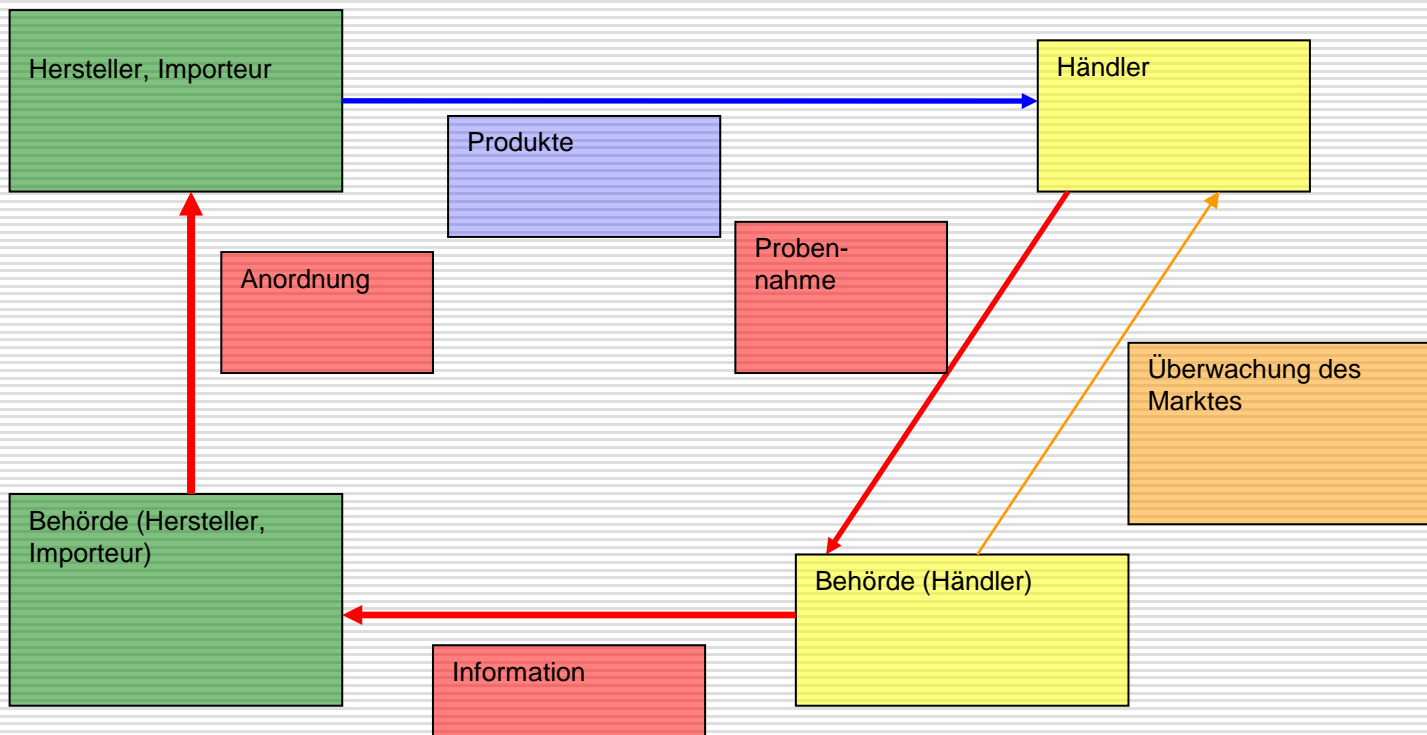 Hersteller, Importeur
Händler
Produkte
Proben-
nahme
Anordnung
Überwachung des
Marktes
Behörde (Hersteller,
Importeur)
Behörde (Händler)
Information